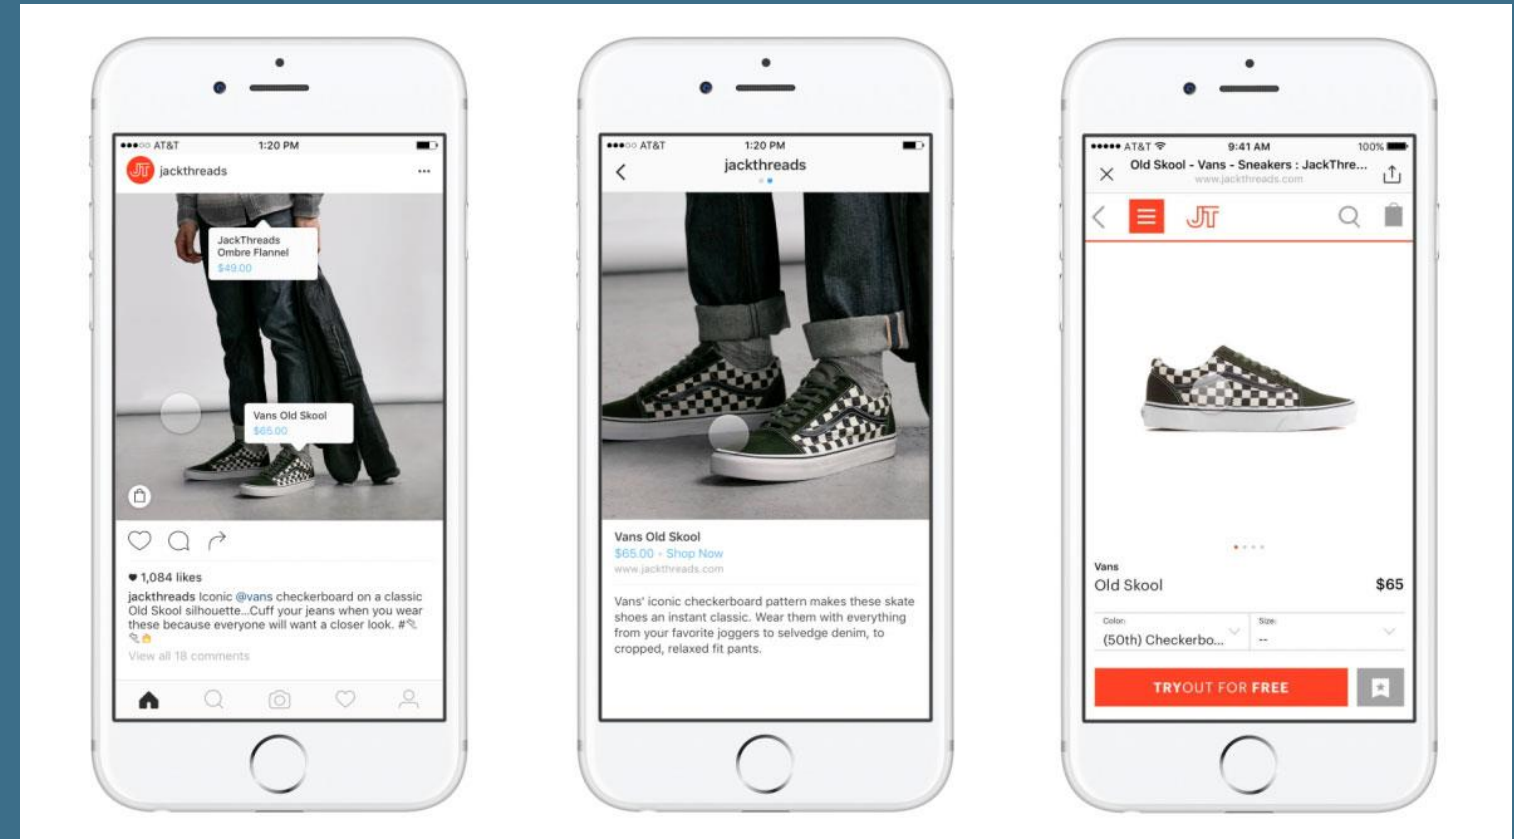 AT&T 1:20 PM
JT jackthreads
JackThreads
Ombre Flannel
$49.00
Vans Old Skool
$65.00
1,084 likes
jackthreads Iconic @vans checkerboard on a classic
Old Skool silhouette...Cuff your jeans when you wear
these because everyone will want a closer look. #
View all 18 comments
AT&T 1:20 PM
jackthreads
Vans Old Skool
$65.00 - Shop Now
www.jackthreads.com
Vans' iconic checkerboard pattern makes these skate
shoes an instant classic. Wear them with everything
from your favorite joggers to selvedge denim, to
cropped, relaxed fit pants.
AT&T 9:41 AM 100%
Old Skool - Vans - Sneakers : JackThre...
www.jackthreads.com
JT
Vans
Old Skool $65
Color: Size:
(50th) Checkerbo... --
TRYOUT FOR FREE